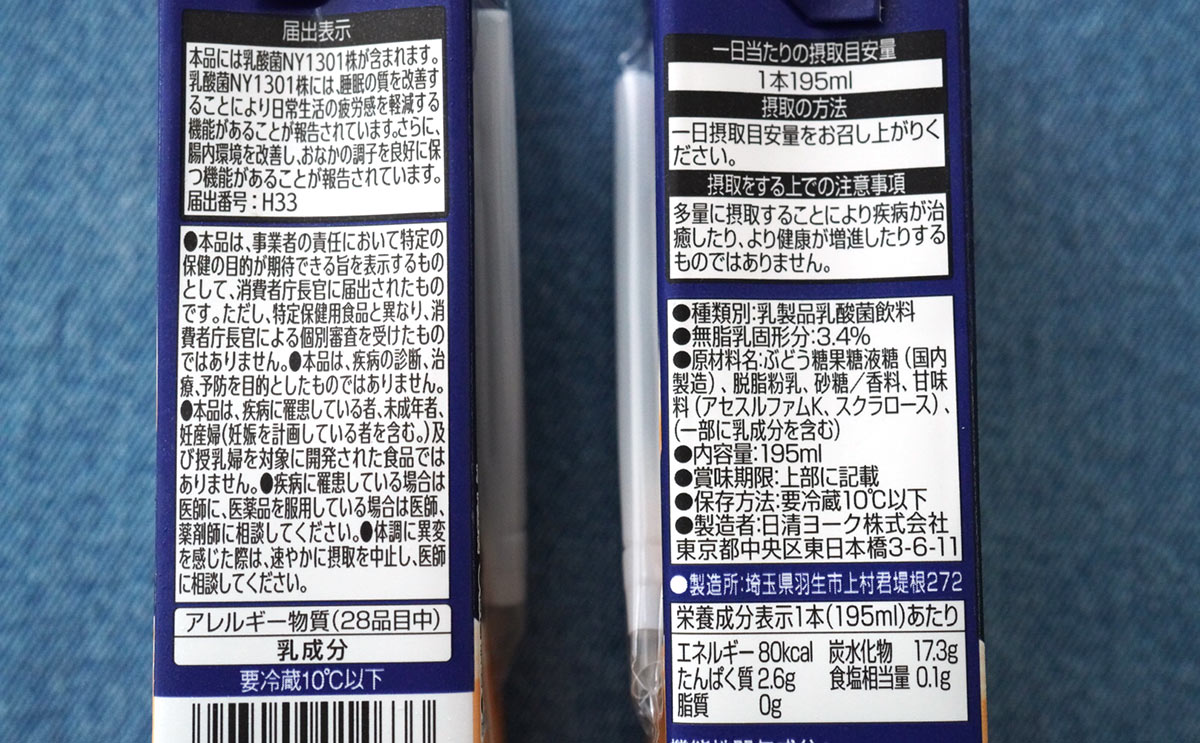 届出表示
本品には乳酸菌NY1301株が含まれます。
乳酸菌NY1301株には、睡眠の質を改善す
ることにより日常生活の疲労感を軽減する
機能があることが報告されています。さらに、
腸内環境を改善し、おなかの調子を良好に保
つ機能があることが報告されています。
届出番号：H33
●本品は、事業者の責任において特定の
保健の目的が期待できる旨を表示するもの
として、消費者庁長官に届出されたもの
です。ただし、特定保健用食品と異なり、消
費者庁長官による個別審査を受けたもの
ではありません。●本品は、疾病の診断、治
療、予防を目的としたものではありません。
●本品は、疾病に罹患している者、未成年者、
妊産婦(妊娠を計画している者を含む。)及
び授乳婦を対象に開発された食品では
ありません。●疾病に罹患している場合は
医師に、医薬品を服用している場合は医師、
薬剤師に相談してください。●体調に異変
を感じた際は、速やかに摂取を中止し、医師
に相談してください。
アレルギー物質(28品目中)
乳成分
要冷蔵10℃以下
一日当たりの摂取目安量
1本195ml
摂取の方法
一日摂取目安量をお召し上がりく
ださい。
摂取をする上での注意事項
多量に摂取することにより疾病が治
癒したり、より健康が増進したりする
ものではありません。
●種類別:乳製品乳酸菌飲料
●無脂乳固形分:3.4%
●原材料名:ぶどう糖果糖液糖（国内
製造）、脱脂粉乳、砂糖／香料、甘味
料（アセスルファムK、スクラロース）、
(一部に乳成分を含む)
●内容量:195ml
●賞味期限:上部に記載
●保存方法:要冷蔵10℃以下
●製造者:日清ヨーク株式会社
東京都中央区東日本橋3-6-11
●製造所:埼玉県羽生市上村君堤根272
栄養成分表示1本(195ml)あたり
エネルギー 80kcal 炭水化物 17.3g
たんぱく質 2.6g 食塩相当量 0.1g
脂質 0g